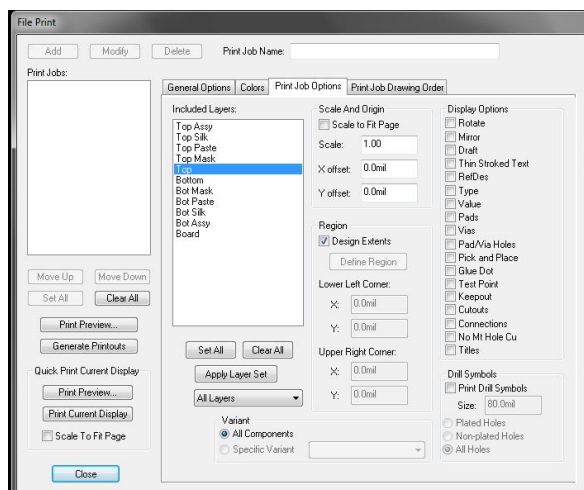 File Print
Add Modify Delete Print Job Name:
Print Jobs:
General Options Colors Print Job Options Print Job Drawing Order
Included Layers:
Top Assy
Top Silk
Top Paste
Top Mask
Top
Bottom
Bot Mask
Bot Paste
Bot Silk
Bot Assy
Board
Set All Clear All
Apply Layer Set
All Layers
Scale And Origin
Scale to Fit Page
Scale: 1.00
X offset: 0.0mil
Y offset: 0.0mil
Region
Design Extents
Define Region
Lower Left Corner:
X: 0.0mil
Y: 0.0mil
Upper Right Corner:
X: 0.0mil
Y: 0.0mil
Display Options
Rotate
Mirror
Draft
Thin Stroked Text
RefDes
Type
Value
Pads
Vias
Pad/Via Holes
Pick and Place
Glue Dot
Test Point
Keepout
Cutouts
Connections
No Mt Hole Cu
Titles
Drill Symbols
Print Drill Symbols
Size: 80.0mil
Plated Holes
Non-plated Holes
All Holes
Variant
All Components
Specific Variant
Move Up Move Down
Set All Clear All
Print Preview...
Generate Printouts
Quick Print Current Display
Print Preview...
Print Current Display
Scale To Fit Page
Close